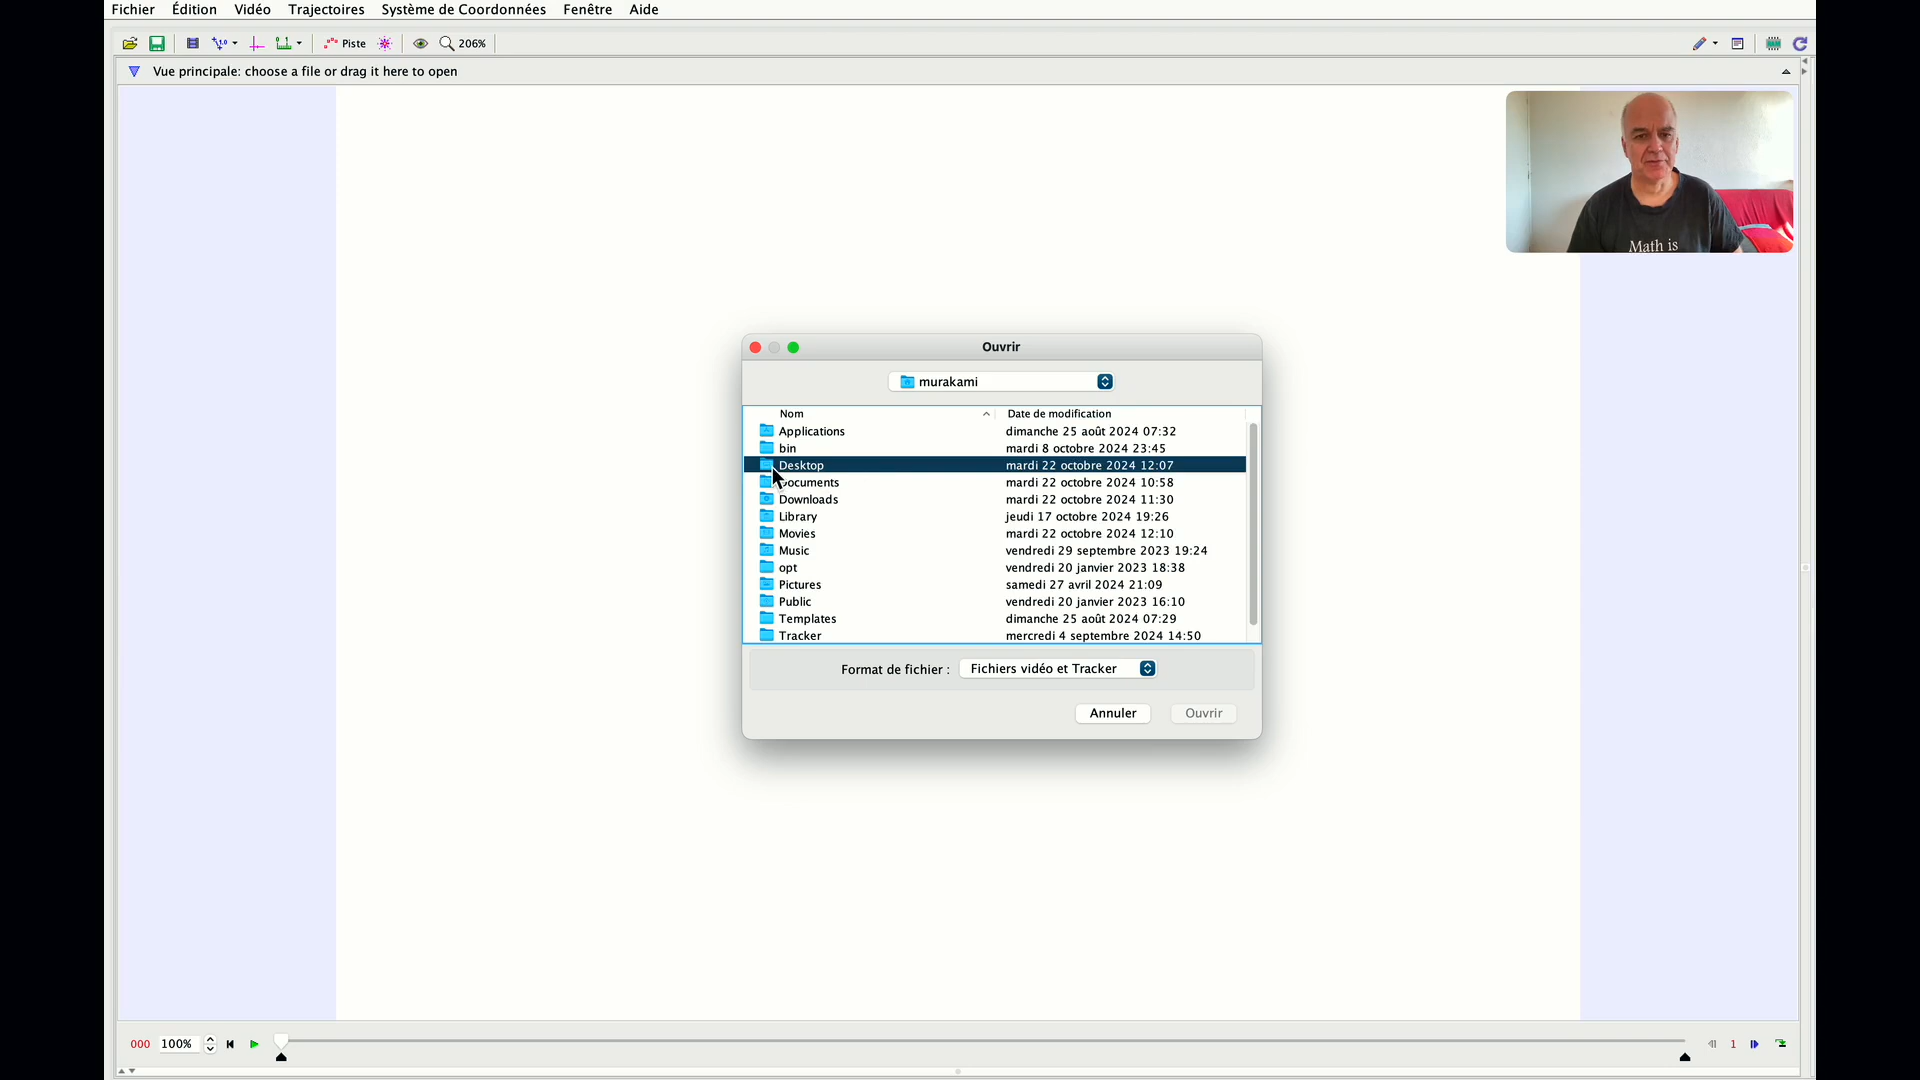 Fichier Édition Vidéo Trajectoires Système de Coordonnées Fenêtre Aide
Piste 206%
Vue principale: choose a file or drag it here to open
Math is
Ouvrir
murakami
Nom Date de modification
Applications dimanche 25 août 2024 07:32
bin mardi 8 octobre 2024 23:45
Desktop mardi 22 octobre 2024 12:07
Documents mardi 22 octobre 2024 10:58
Downloads mardi 22 octobre 2024 11:30
Library jeudi 17 octobre 2024 19:26
Movies mardi 22 octobre 2024 12:10
Music vendredi 29 septembre 2023 19:24
opt vendredi 20 janvier 2023 18:38
Pictures samedi 27 avril 2024 21:09
Public vendredi 20 janvier 2023 16:10
Templates dimanche 25 août 2024 07:29
Tracker mercredi 4 septembre 2024 14:50
Format de fichier : Fichiers vidéo et Tracker
Annuler Ouvrir
000 100% 1